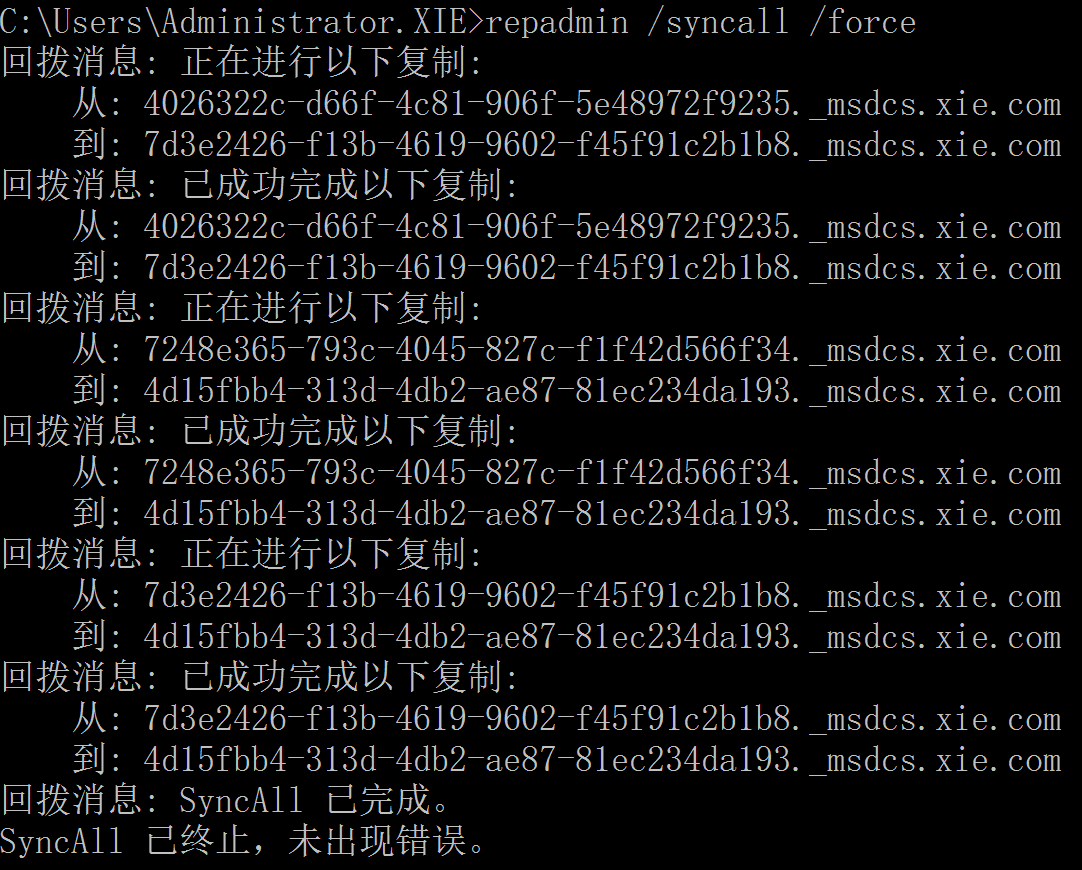 C:\Users\Administrator.XIE>repadmin /syncall /force
回拨消息: 正在进行以下复制:
从: 4026322c-d66f-4c81-906f-5e48972f9235._msdcs.xie.com
到: 7d3e2426-f13b-4619-9602-f45f91c2b1b8._msdcs.xie.com
回拨消息: 已成功完成以下复制:
从: 4026322c-d66f-4c81-906f-5e48972f9235._msdcs.xie.com
到: 7d3e2426-f13b-4619-9602-f45f91c2b1b8._msdcs.xie.com
回拨消息: 正在进行以下复制:
从: 7248e365-793c-4045-827c-f1f42d566f34._msdcs.xie.com
到: 4d15fbb4-313d-4db2-ae87-81ec234da193._msdcs.xie.com
回拨消息: 已成功完成以下复制:
从: 7248e365-793c-4045-827c-f1f42d566f34._msdcs.xie.com
到: 4d15fbb4-313d-4db2-ae87-81ec234da193._msdcs.xie.com
回拨消息: 正在进行以下复制:
从: 7d3e2426-f13b-4619-9602-f45f91c2b1b8._msdcs.xie.com
到: 4d15fbb4-313d-4db2-ae87-81ec234da193._msdcs.xie.com
回拨消息: 已成功完成以下复制:
从: 7d3e2426-f13b-4619-9602-f45f91c2b1b8._msdcs.xie.com
到: 4d15fbb4-313d-4db2-ae87-81ec234da193._msdcs.xie.com
回拨消息: SyncAll 已完成。
SyncAll 已终止，未出现错误。